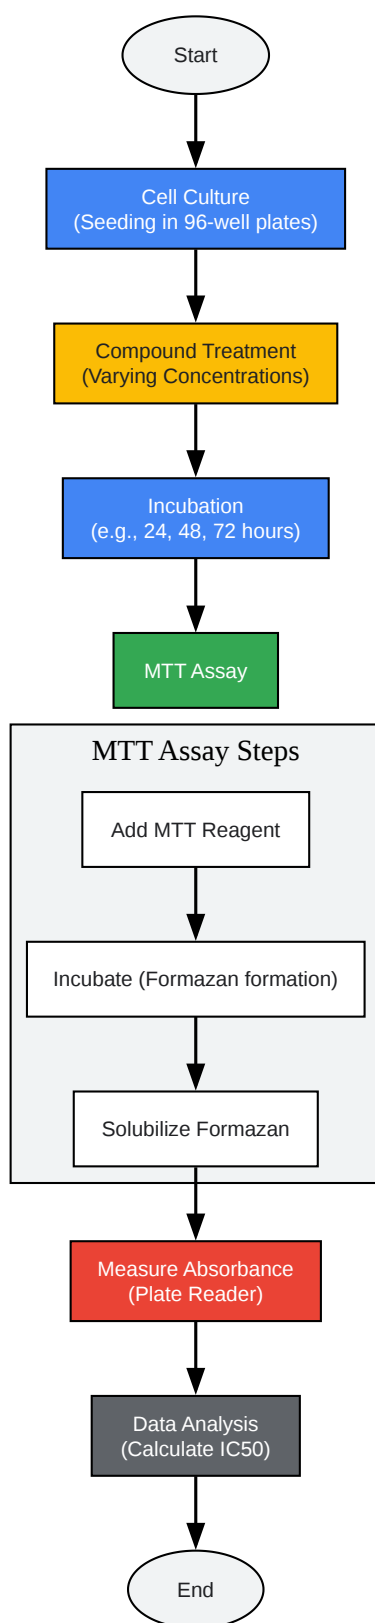 Start
Cell Culture
(Seeding in 96-well plates)
Compound Treatment
(Varying Concentrations)
Incubation
(e.g., 24, 48, 72 hours)
MTT Assay
MTT Assay Steps
Add MTT Reagent
Incubate (Formazan formation)
Solubilize Formazan
Measure Absorbance
(Plate Reader)
Data Analysis
(Calculate IC50)
End